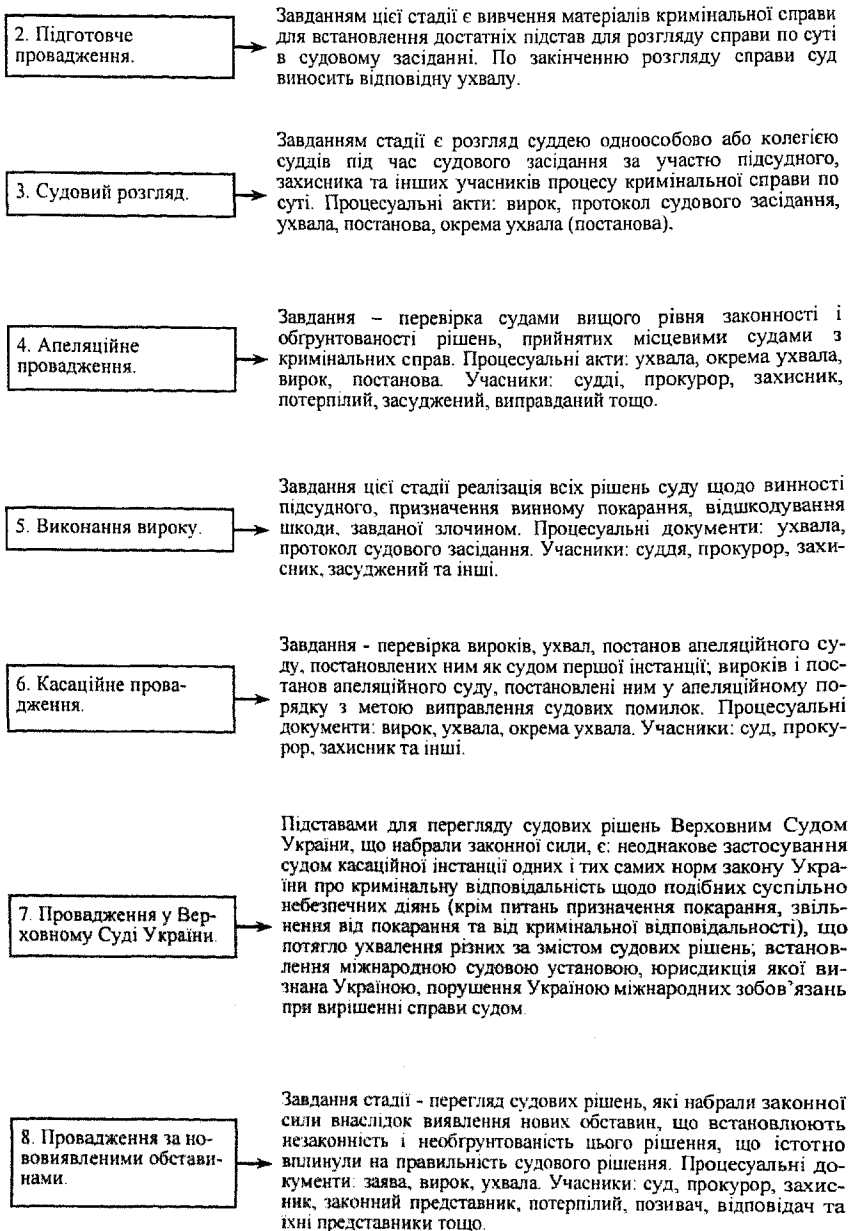 2. Підготовче
провадження.
Завданням цієї стадії є вивчення матеріалів кримінальної справи
для встановлення достатніх підстав для розгляду справи по суті
в судовому засіданні. По закінченню розгляду справи суд
виносить відповідну ухвалу.
3. Судовий розгляд.
Завданням стадії є розгляд суддею одноособово або колегією
суддів під час судового засідання за участю підсудного,
захисника та інших учасників процесу кримінальної справи по
суті. Процесуальні акти: вирок, протокол судового засідання,
ухвала, постанова, окрема ухвала (постанова).
4. Апеляційне
провадження.
Завдання – перевірка судами вищого рівня законності і
обґрунтованості рішень, прийнятих місцевими судами з
кримінальних справ. Процесуальні акти: ухвала, окрема ухвала,
вирок, постанова. Учасники: судді, прокурор, захисник,
потерпілий, засуджений, виправданий тощо.
5. Виконання вироку.
Завдання цієї стадії реалізація всіх рішень суду щодо винності
підсудного, призначення винному покарання, відшкодування
шкоди, завданої злочином. Процесуальні документи: ухвала,
протокол судового засідання. Учасники: суддя, прокурор, захи-
сник, засуджений та інші.
6. Касаційне прова-
дження.
Завдання - перевірка вироків, ухвал, постанов апеляційного су-
ду, постановлених ним як судом першої інстанції; вироків і пос-
танов апеляційного суду, постановлені ним у апеляційному по-
рядку з метою виправлення судових помилок. Процесуальні
документи: вирок, ухвала, окрема ухвала. Учасники: суд, проку-
рор, захисник та інші.
7. Провадження у Вер-
ховному Суді України.
Підставами для перегляду судових рішень Верховним Судом
України, що набрали законної сили, є: неоднакове застосування
судом касаційної інстанції одних і тих самих норм закону Укра-
їни про кримінальну відповідальність щодо подібних суспільно
небезпечних діянь (крім питань призначення покарання, звіль-
нення від покарання та від кримінальної відповідальності), що
потягло ухвалення різних за змістом судових рішень; встанов-
лення міжнародною судовою установою, юрисдикція якої ви-
знана Україною, порушення Україною міжнародних зобов’язань
при вирішенні справи судом.
8. Провадження за но-
вовиявленими обстави-
нами.
Завдання стадії - перегляд судових рішень, які набрали законної
сили внаслідок виявлення нових обставин, що встановлюють
незаконність і необґрунтованість цього рішення, що істотно
вплинули на правильність судового рішення. Процесуальні до-
кументи: заява, вирок, ухвала. Учасники: суд, прокурор, захис-
ник, законний представник, потерпілий, позивач, відповідач та
їхні представники тощо.